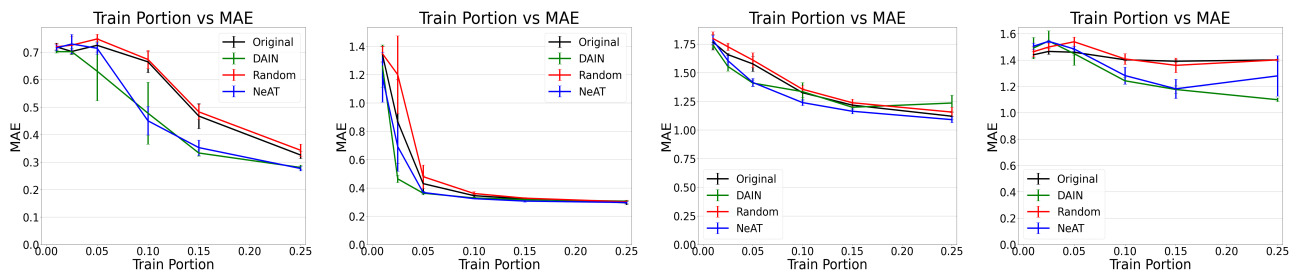 Train Portion vs MAE
MAE
0.7
0.6
0.5
0.4
0.3
0.2
0.1
0.0
0.00 0.05 0.10 0.15 0.20 0.25
Train Portion
Original
DAIN
Random
NeAT
Train Portion vs MAE
MAE
1.4
1.2
1.0
0.8
0.6
0.4
0.2
0.0
0.00 0.05 0.10 0.15 0.20 0.25
Train Portion
Original
DAIN
Random
NeAT
Train Portion vs MAE
MAE
1.75
1.50
1.25
1.00
0.75
0.50
0.25
0.00
0.00 0.05 0.10 0.15 0.20 0.25
Train Portion
Original
DAIN
Random
NeAT
Train Portion vs MAE
MAE
1.6
1.4
1.2
1.0
0.8
0.6
0.4
0.2
0.0
0.00 0.05 0.10 0.15 0.20 0.25
Train Portion
Original
DAIN
Random
NeAT